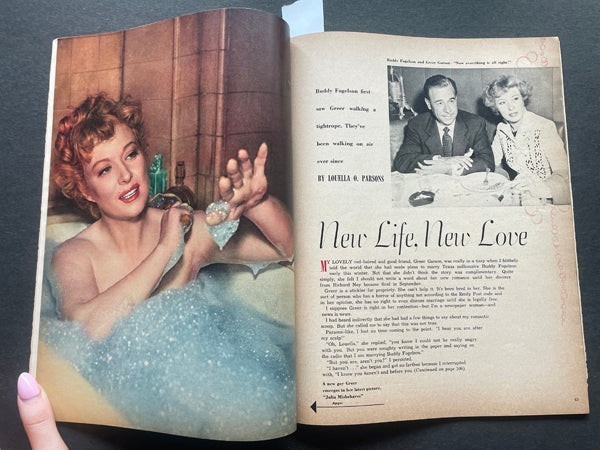 Buddy Fogelson and Greer Garson: "Now everything is all right."
Buddy Fogelson first
saw Greer walking a
tightrope. They've
been walking on air
ever since
BY LOUELLA O. PARSONS
New Life, New Love
MY LOVELY red-haired and good friend, Greer Garson, was really in a tizzy when I blithely
told the world that she had made plans to marry Texas millionaire Buddy Fogelson
early this winter. But that she didn't think the story was complimentary. Quite
simply, she felt I should not write a word about her new romance until her divorce
from Richard Ney became final in September.
Greer is a stickler for propriety. She can't help it. It's been bred in her. She is the
sort of person who has a horror of anything not according to the Emily Post code and
in her opinion, she has no right to even discuss marriage until she is legally free.
I suppose Greer is right in her contention—but I'm a newspaper woman—and
news is news.
I had heard indirectly that she had had a few things to say about my romantic
scoop. But she called me to say that this was not true.
Parsons-like, I lost no time coming to the point. "I hear you are after
my scalp!"
"Oh, Louella," she replied, "you know I could not be really angry
with you. But you were naughty writing in the paper and saying on
the radio that I am marrying Buddy Fogelson."
"But you are, aren't you?" I persisted.
"I haven't . . ." she began and got no farther because I interrupted
with, "I know you haven't and before you (Continued on page 106)
A new gay Greer
emerges in her latest picture,
"Julia Misbehaves"
63